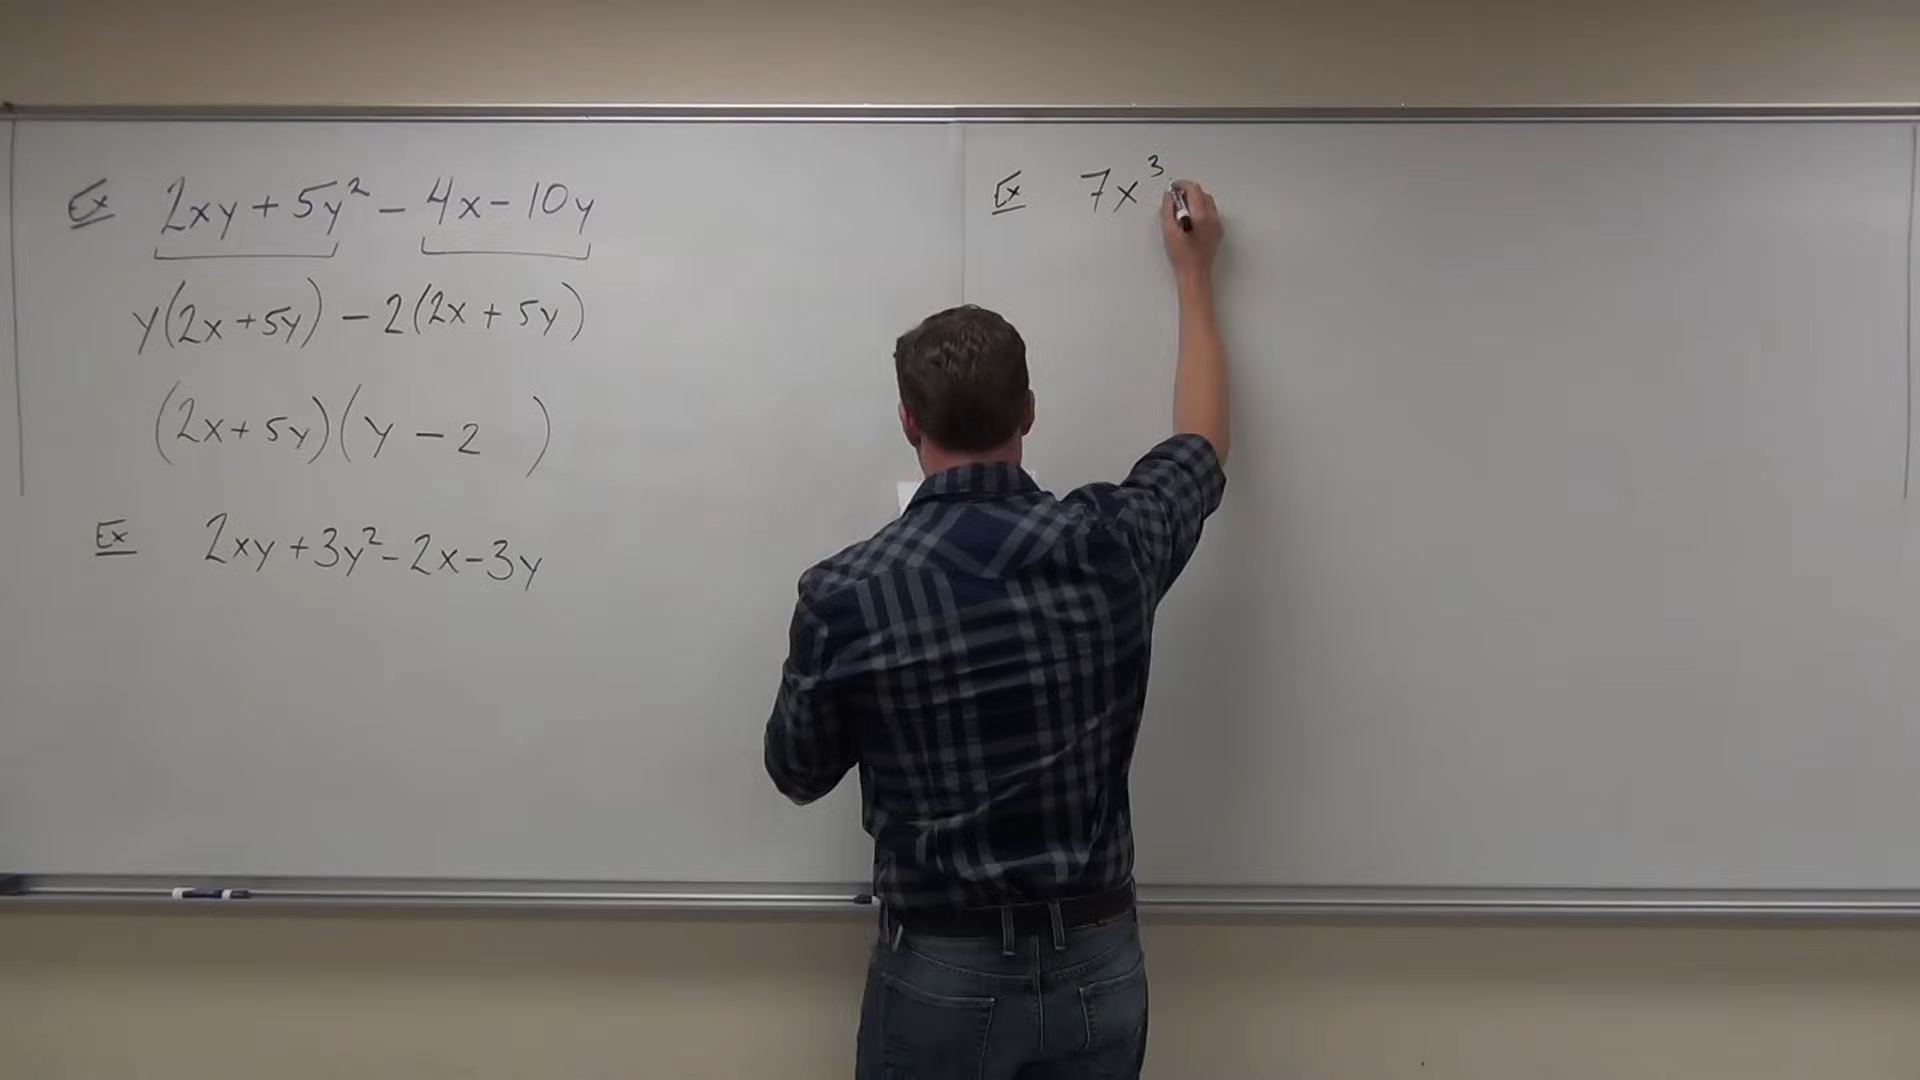 Ex 2xy + 5y² - 4x - 10y
y(2x + 5y) - 2(2x + 5y)
(2x + 5y)(y - 2 )
Ex 2xy + 3y² - 2x - 3y
Ex 7x³